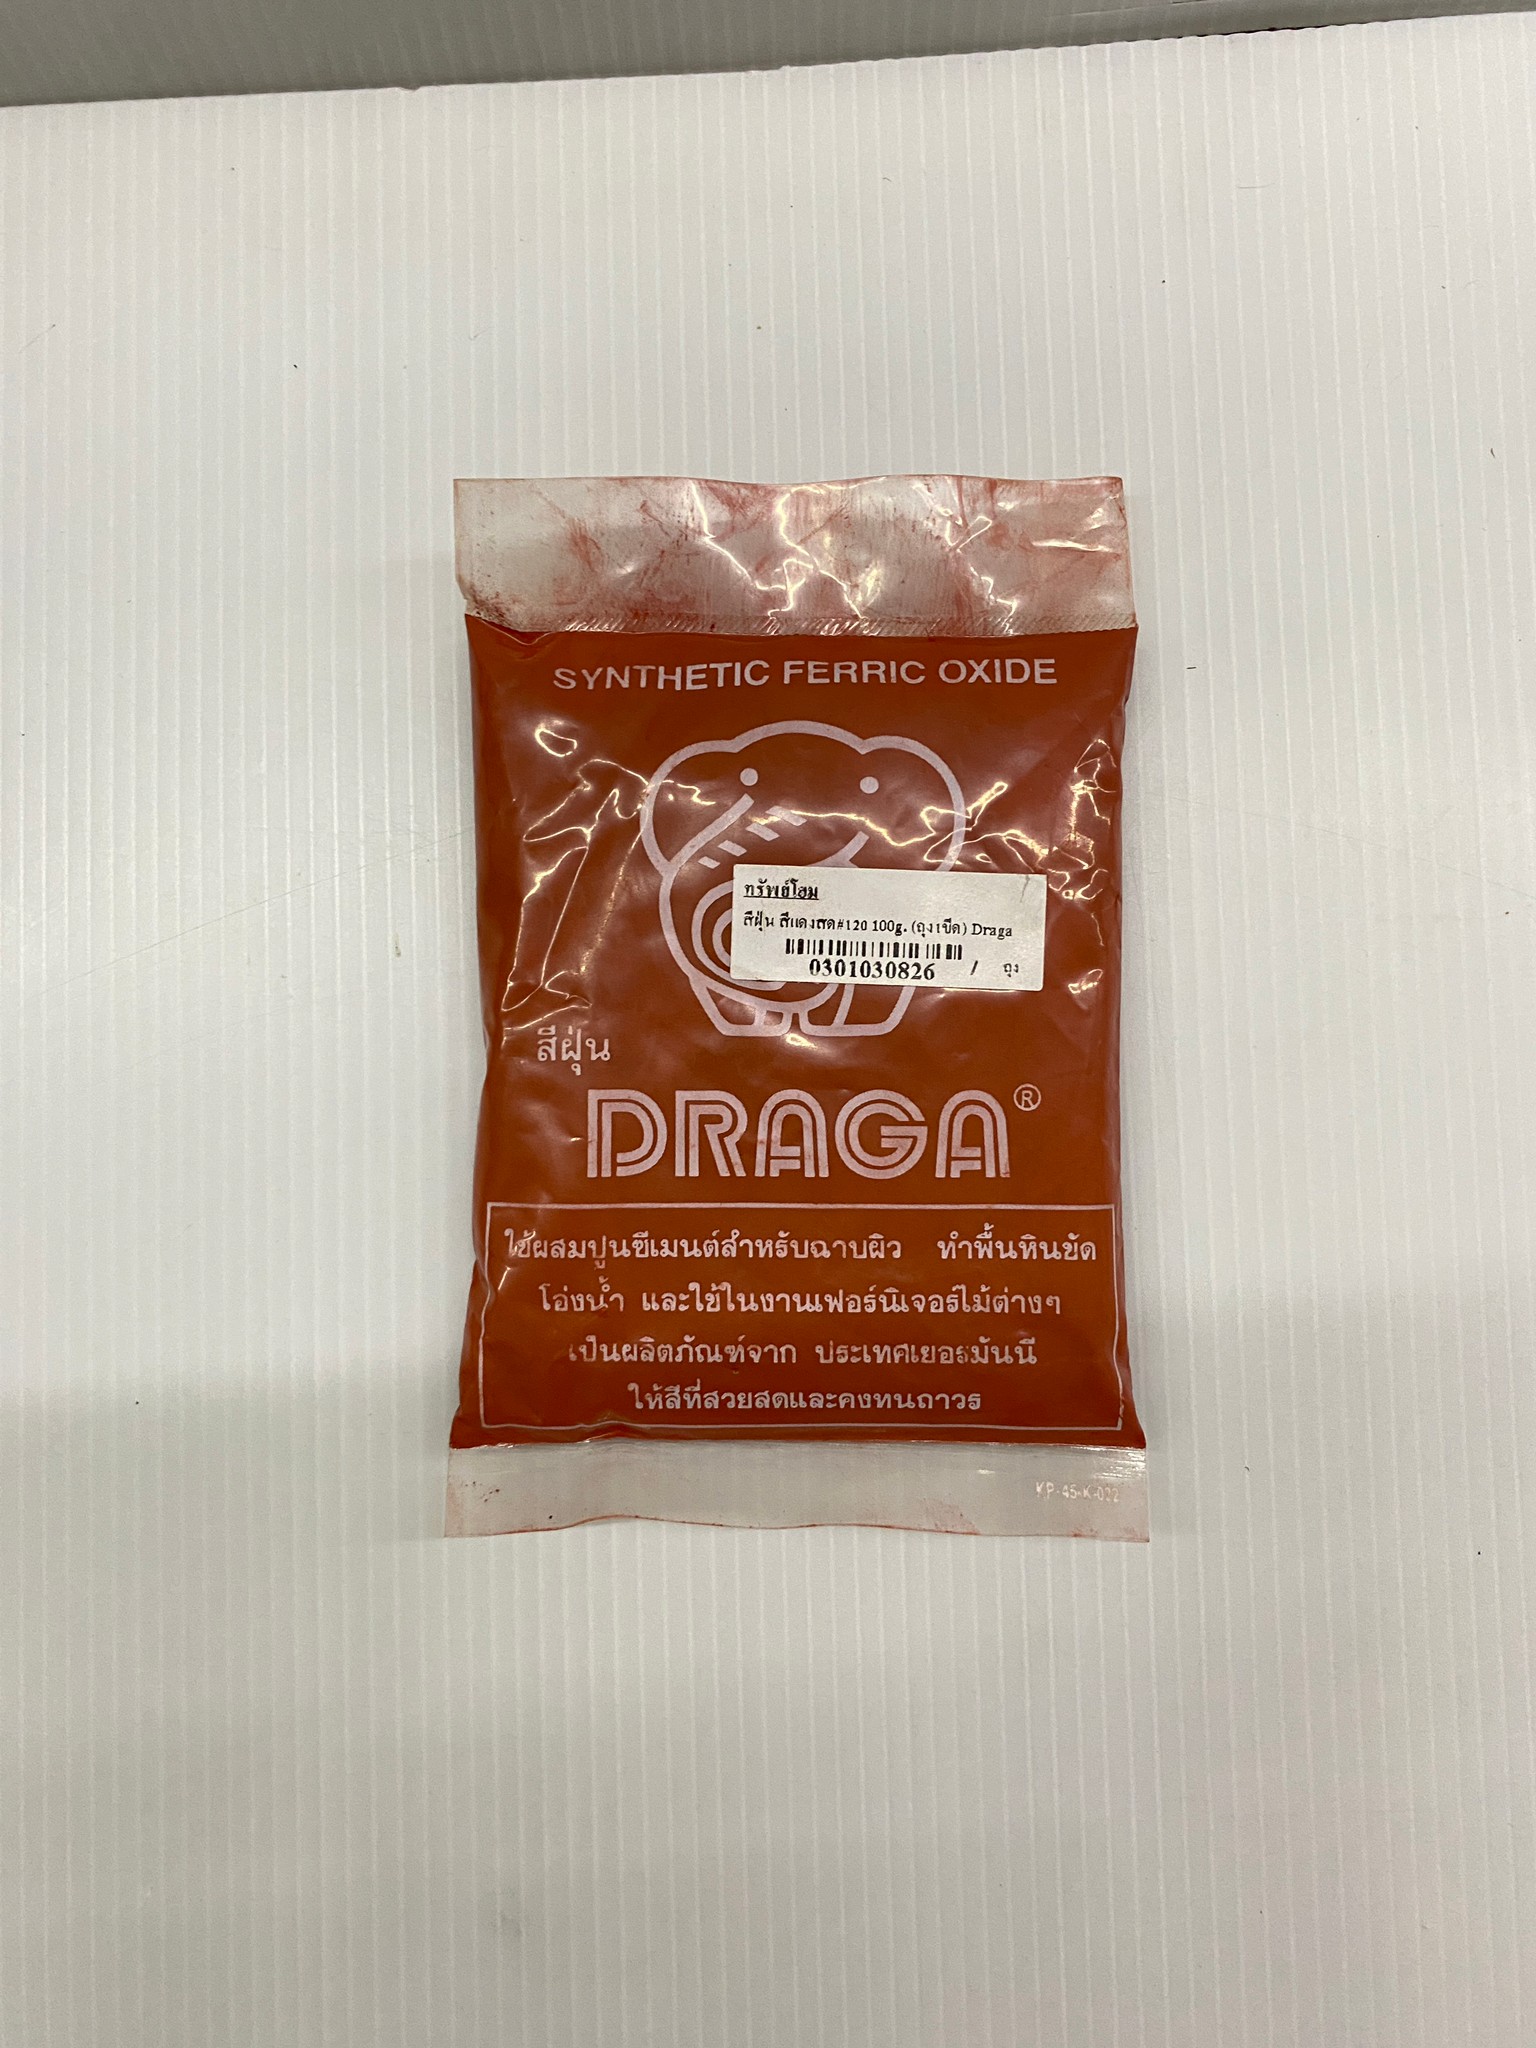 SYNTHETIC FERRIC OXIDE
ทรัพย์โฮม
สีฝุ่น สีแดงสด#120 100g. (ถุง1ขีด) Draga
0301030826 / ถุง
สีฝุ่น
DRAGA®
ใช้ผสมปูนซีเมนต์สำหรับฉาบผิว ทำพื้นหินขัด
โอ่งน้ำ และใช้ในงานเฟอร์นิเจอร์ไม้ต่างๆ
เป็นผลิตภัณฑ์จาก ประเทศเยอรมันนี
ให้สีที่สวยสดและคงทนถาวร
KP-45-K-032